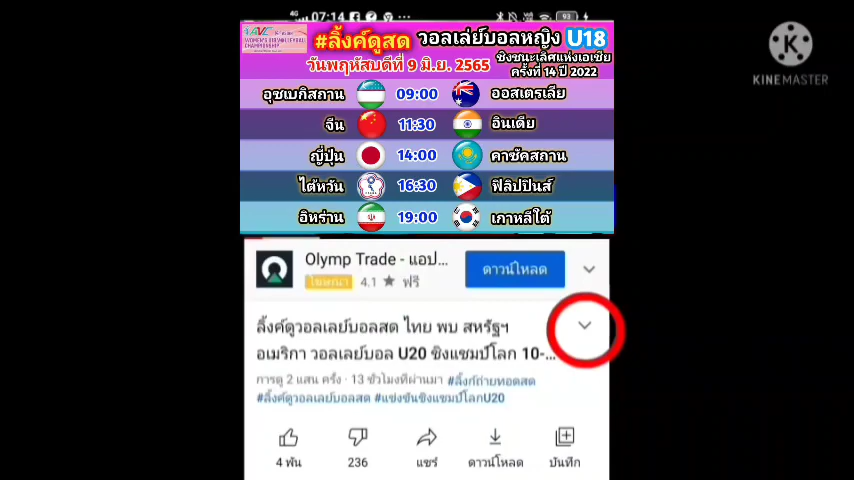 4G 07:14 93
AVC
WOMEN'S U18 VOLLEYBALL
CHAMPIONSHIP
#ลิ้งค์ดูสด วอลเล่ย์บอลหญิง U18
วันพฤหัสบดีที่ 9 มิ.ย. 2565 ชิงชนะเลิศแห่งเอเชีย
ครั้งที่ 14 ปี 2022
อุซเบกิสถาน 09:00 ออสเตรเลีย
จีน 11:30 อินเดีย
ญี่ปุ่น 14:00 คาซัคสถาน
ไต้หวัน 16:30 ฟิลิปปินส์
อิหร่าน 19:00 เกาหลีใต้
K
KINEMASTER
Olymp Trade - แอป...
โฆษณา 4.1 ★ ฟรี
ดาวน์โหลด
ลิ้งค์ดูวอลเลย์บอลสด ไทย พบ สหรัฐฯ
อเมริกา วอลเลย์บอล U20 ชิงแชมป์โลก 10-...
การดู 2 แสน ครั้ง · 13 ชั่วโมงที่ผ่านมา #ลิ้งก์ถ่ายทอดสด
#ลิ้งค์ดูวอลเลย์บอลสด #แข่งขันชิงแชมป์โลกU20
4 พัน 236 แชร์ ดาวน์โหลด บันทึก